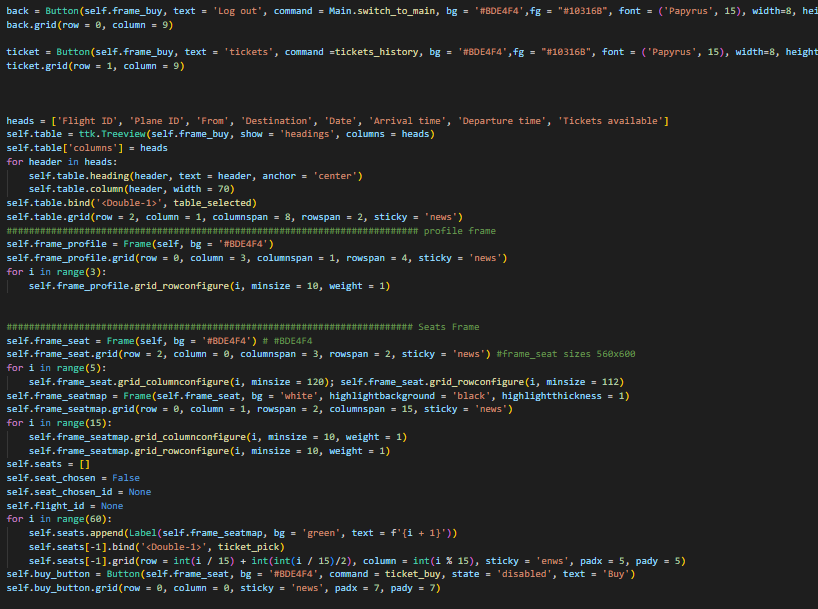 back = Button(self.frame_buy, text = 'Log out', command = Main.switch_to_main, bg = '#BDE4F4',fg = "#10316B", font = ('Papyrus', 15), width=8, hei
back.grid(row = 0, column = 9)
ticket = Button(self.frame_buy, text = 'tickets', command =tickets_history, bg = '#BDE4F4',fg = "#10316B", font = ('Papyrus', 15), width=8, height
ticket.grid(row = 1, column = 9)
heads = ['Flight ID', 'Plane ID', 'From', 'Destination', 'Date', 'Arrival time', 'Departure time', 'Tickets available']
self.table = ttk.Treeview(self.frame_buy, show = 'headings', columns = heads)
self.table['columns'] = heads
for header in heads:
    self.table.heading(header, text = header, anchor = 'center')
    self.table.column(header, width = 70)
self.table.bind('<Double-1>', table_selected)
self.table.grid(row = 2, column = 1, columnspan = 8, rowspan = 2, sticky = 'news')
########################################################################## profile frame
self.frame_profile = Frame(self, bg = '#BDE4F4')
self.frame_profile.grid(row = 0, column = 3, columnspan = 1, rowspan = 4, sticky = 'news')
for i in range(3):
    self.frame_profile.grid_rowconfigure(i, minsize = 10, weight = 1)
######################################################################### Seats Frame
self.frame_seat = Frame(self, bg = '#BDE4F4') # #BDE4F4
self.frame_seat.grid(row = 2, column = 0, columnspan = 3, rowspan = 2, sticky = 'news') #frame_seat sizes 560x600
for i in range(5):
    self.frame_seat.grid_columnconfigure(i, minsize = 120); self.frame_seat.grid_rowconfigure(i, minsize = 112)
self.frame_seatmap = Frame(self.frame_seat, bg = 'white', highlightbackground = 'black', highlightthickness = 1)
self.frame_seatmap.grid(row = 0, column = 1, rowspan = 2, columnspan = 15, sticky = 'news')
for i in range(15):
    self.frame_seatmap.grid_columnconfigure(i, minsize = 10, weight = 1)
    self.frame_seatmap.grid_rowconfigure(i, minsize = 10, weight = 1)
self.seats = []
self.seat_chosen = False
self.seat_chosen_id = None
self.flight_id = None
for i in range(60):
    self.seats.append(Label(self.frame_seatmap, bg = 'green', text = f'{i + 1}'))
    self.seats[-1].bind('<Double-1>', ticket_pick)
    self.seats[-1].grid(row = int(i / 15) + int(int(i / 15)/2), column = int(i % 15), sticky = 'enws', padx = 5, pady = 5)
self.buy_button = Button(self.frame_seat, bg = '#BDE4F4', command = ticket_buy, state = 'disabled', text = 'Buy')
self.buy_button.grid(row = 0, column = 0, sticky = 'news', padx = 7, pady = 7)